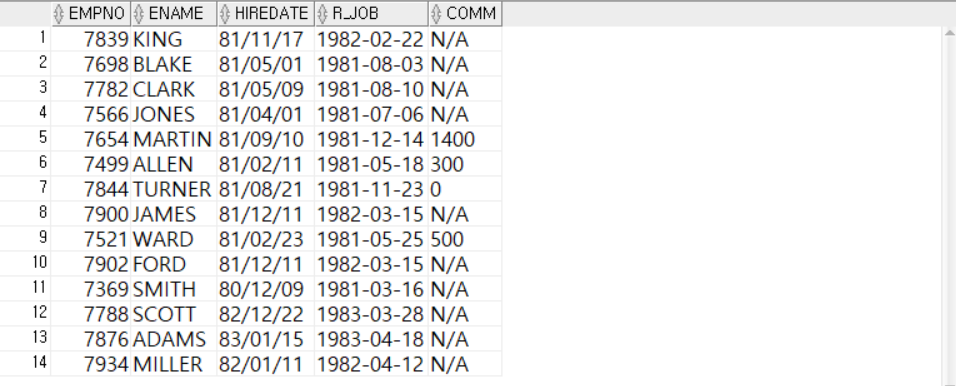 EMPNO ENAME HIREDATE R_JOB COMM
1 7839 KING 81/11/17 1982-02-22 N/A
2 7698 BLAKE 81/05/01 1981-08-03 N/A
3 7782 CLARK 81/05/09 1981-08-10 N/A
4 7566 JONES 81/04/01 1981-07-06 N/A
5 7654 MARTIN 81/09/10 1981-12-14 1400
6 7499 ALLEN 81/02/11 1981-05-18 300
7 7844 TURNER 81/08/21 1981-11-23 0
8 7900 JAMES 81/12/11 1982-03-15 N/A
9 7521 WARD 81/02/23 1981-05-25 500
10 7902 FORD 81/12/11 1982-03-15 N/A
11 7369 SMITH 80/12/09 1981-03-16 N/A
12 7788 SCOTT 82/12/22 1983-03-28 N/A
13 7876 ADAMS 83/01/15 1983-04-18 N/A
14 7934 MILLER 82/01/11 1982-04-12 N/A